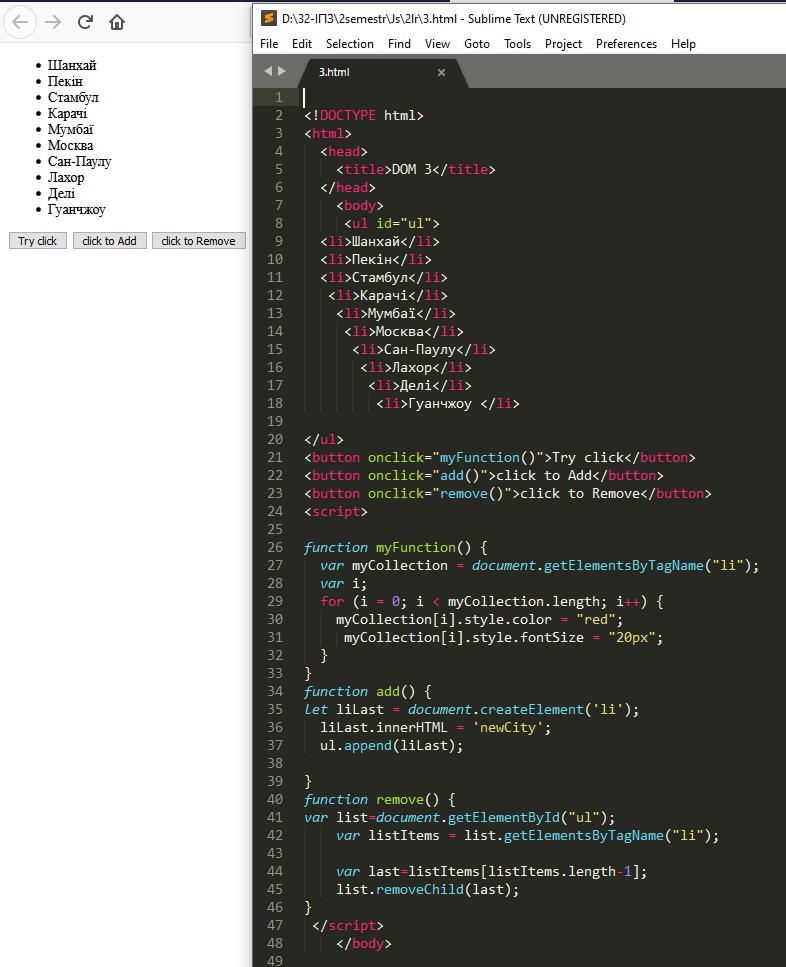 Шанхай
Пекін
Стамбул
Карачі
Мумбаї
Москва
Сан-Паулу
Лахор
Делі
Гуанчжоу
Try click click to Add click to Remove
D:\32-ІПЗ\2semestr\Js\2lr\3.html - Sublime Text (UNREGISTERED)
File Edit Selection Find View Goto Tools Project Preferences Help
3.html ×
1
2 <!DOCTYPE html>
3 <html>
4 <head>
5 <title>DOM 3</title>
6 </head>
7 <body>
8 <ul id="ul">
9 <li>Шанхай</li>
10 <li>Пекін</li>
11 <li>Стамбул</li>
12 <li>Карачі</li>
13 <li>Мумбаї</li>
14 <li>Москва</li>
15 <li>Сан-Паулу</li>
16 <li>Лахор</li>
17 <li>Делі</li>
18 <li>Гуанчжоу </li>
19
20 </ul>
21 <button onclick="myFunction()">Try click</button>
22 <button onclick="add()">click to Add</button>
23 <button onclick="remove()">click to Remove</button>
24 <script>
25
26 function myFunction() {
27 var myCollection = document.getElementsByTagName("li");
28 var i;
29 for (i = 0; i < myCollection.length; i++) {
30 myCollection[i].style.color = "red";
31 myCollection[i].style.fontSize = "20px";
32 }
33 }
34 function add() {
35 let liLast = document.createElement('li');
36 liLast.innerHTML = 'newCity';
37 ul.append(liLast);
38
39 }
40 function remove() {
41 var list=document.getElementById("ul");
42 var listItems = list.getElementsByTagName("li");
43
44 var last=listItems[listItems.length-1];
45 list.removeChild(last);
46 }
47 </script>
48 </body>
49